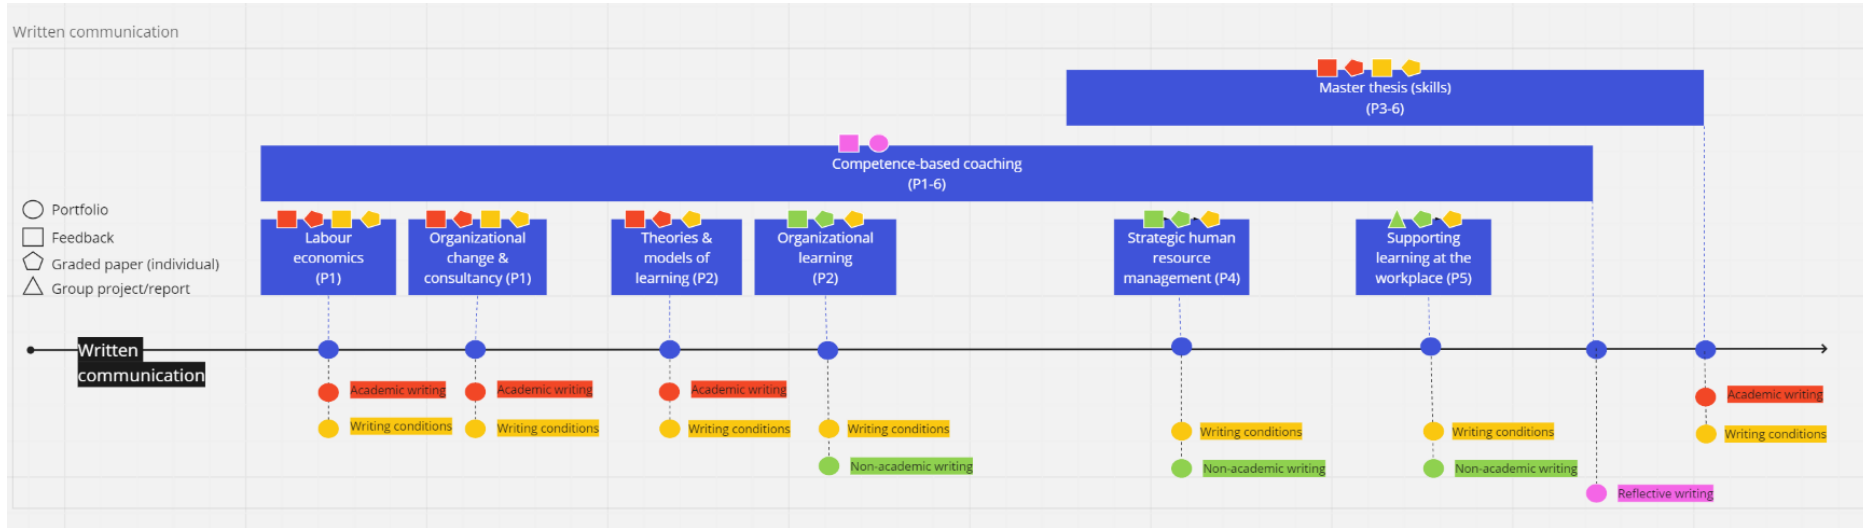 Written communication
Master thesis (skills)
(P3-6)
Competence-based coaching
(P1-6)
Portfolio
Feedback
Graded paper (individual)
Group project/report
Labour
economics
(P1)
Organizational
change &
consultancy (P1)
Theories &
models of
learning (P2)
Organizational
learning
(P2)
Strategic human
resource
management (P4)
Supporting
learning at the
workplace (P5)
Written
communication
Academic writing
Writing conditions
Academic writing
Writing conditions
Academic writing
Writing conditions
Writing conditions
Non-academic writing
Writing conditions
Non-academic writing
Writing conditions
Non-academic writing
Reflective writing
Academic writing
Writing conditions